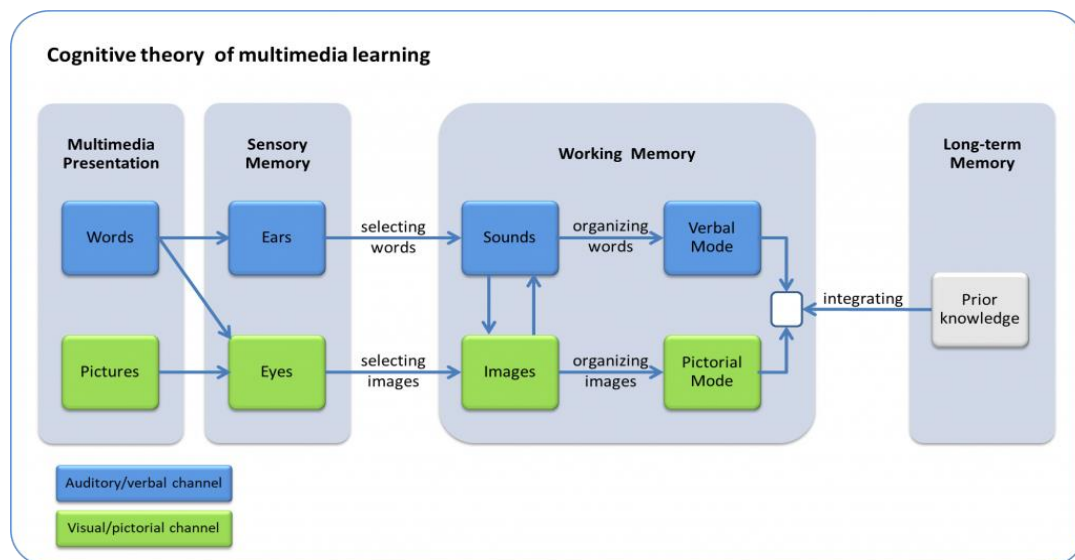 Cognitive theory of multimedia learning
Multimedia
Presentation
Sensory
Memory
Working Memory
Long-term
Memory
Words
Ears
selecting
words
Sounds
organizing
words
Verbal
Mode
integrating
Prior
knowledge
Pictures
Eyes
selecting
images
Images
organizing
images
Pictorial
Mode
Auditory/verbal channel
Visual/pictorial channel